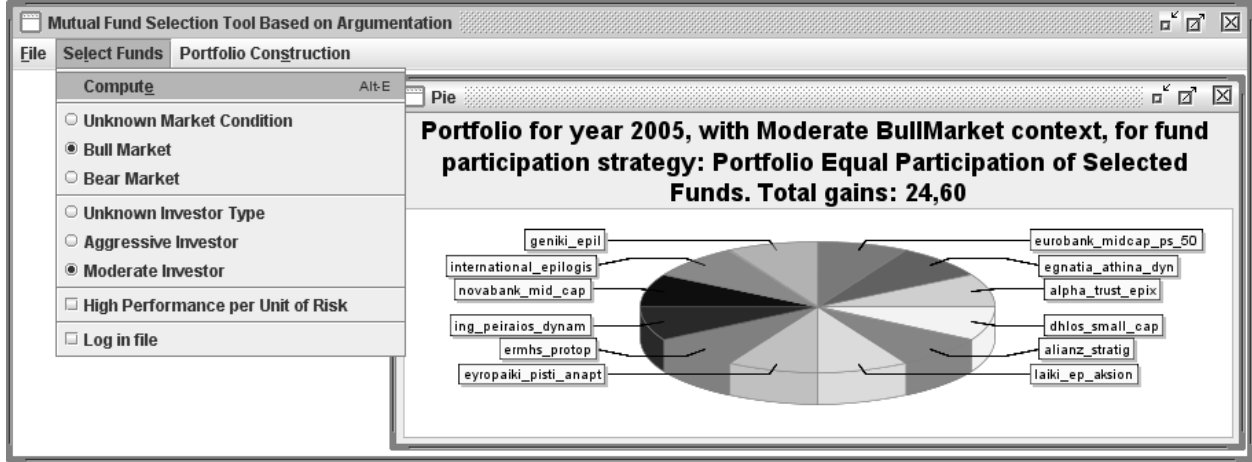 Mutual Fund Selection Tool Based on Argumentation
File Select Funds Portfolio Construction
Compute Alt-E
Unknown Market Condition
Bull Market
Bear Market
Unknown Investor Type
Aggressive Investor
Moderate Investor
High Performance per Unit of Risk
Log in file
Pie
Portfolio for year 2005, with Moderate BullMarket context, for fund
participation strategy: Portfolio Equal Participation of Selected
Funds. Total gains: 24,60
geniki_epil
international_epilogis
novabank_mid_cap
ing_peiraios_dynam
ermhs_protop
eyropaiki_pisti_anapt
eurobank_midcap_ps_50
egnatia_athina_dyn
alpha_trust_epix
dhlos_small_cap
alianz_stratig
laiki_ep_aksion